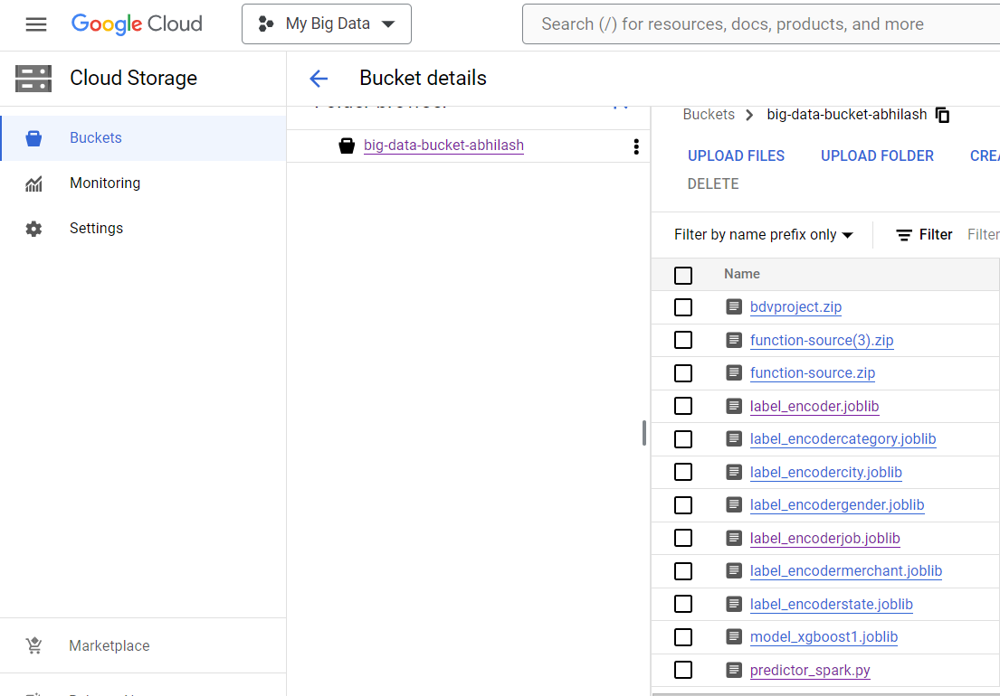 Google Cloud
My Big Data
Search (/) for resources, docs, products, and more
Cloud Storage
Bucket details
Buckets
Monitoring
Settings
Marketplace
Folder browser
big-data-bucket-abhilash
Buckets > big-data-bucket-abhilash
UPLOAD FILES UPLOAD FOLDER
DELETE
Filter by name prefix only Filter Filter
Name
bdvproject.zip
function-source(3).zip
function-source.zip
label_encoder.joblib
label_encodercategory.joblib
label_encodercity.joblib
label_encodergender.joblib
label_encoderjob.joblib
label_encodermerchant.joblib
label_encoderstate.joblib
model_xgboost1.joblib
predictor_spark.py